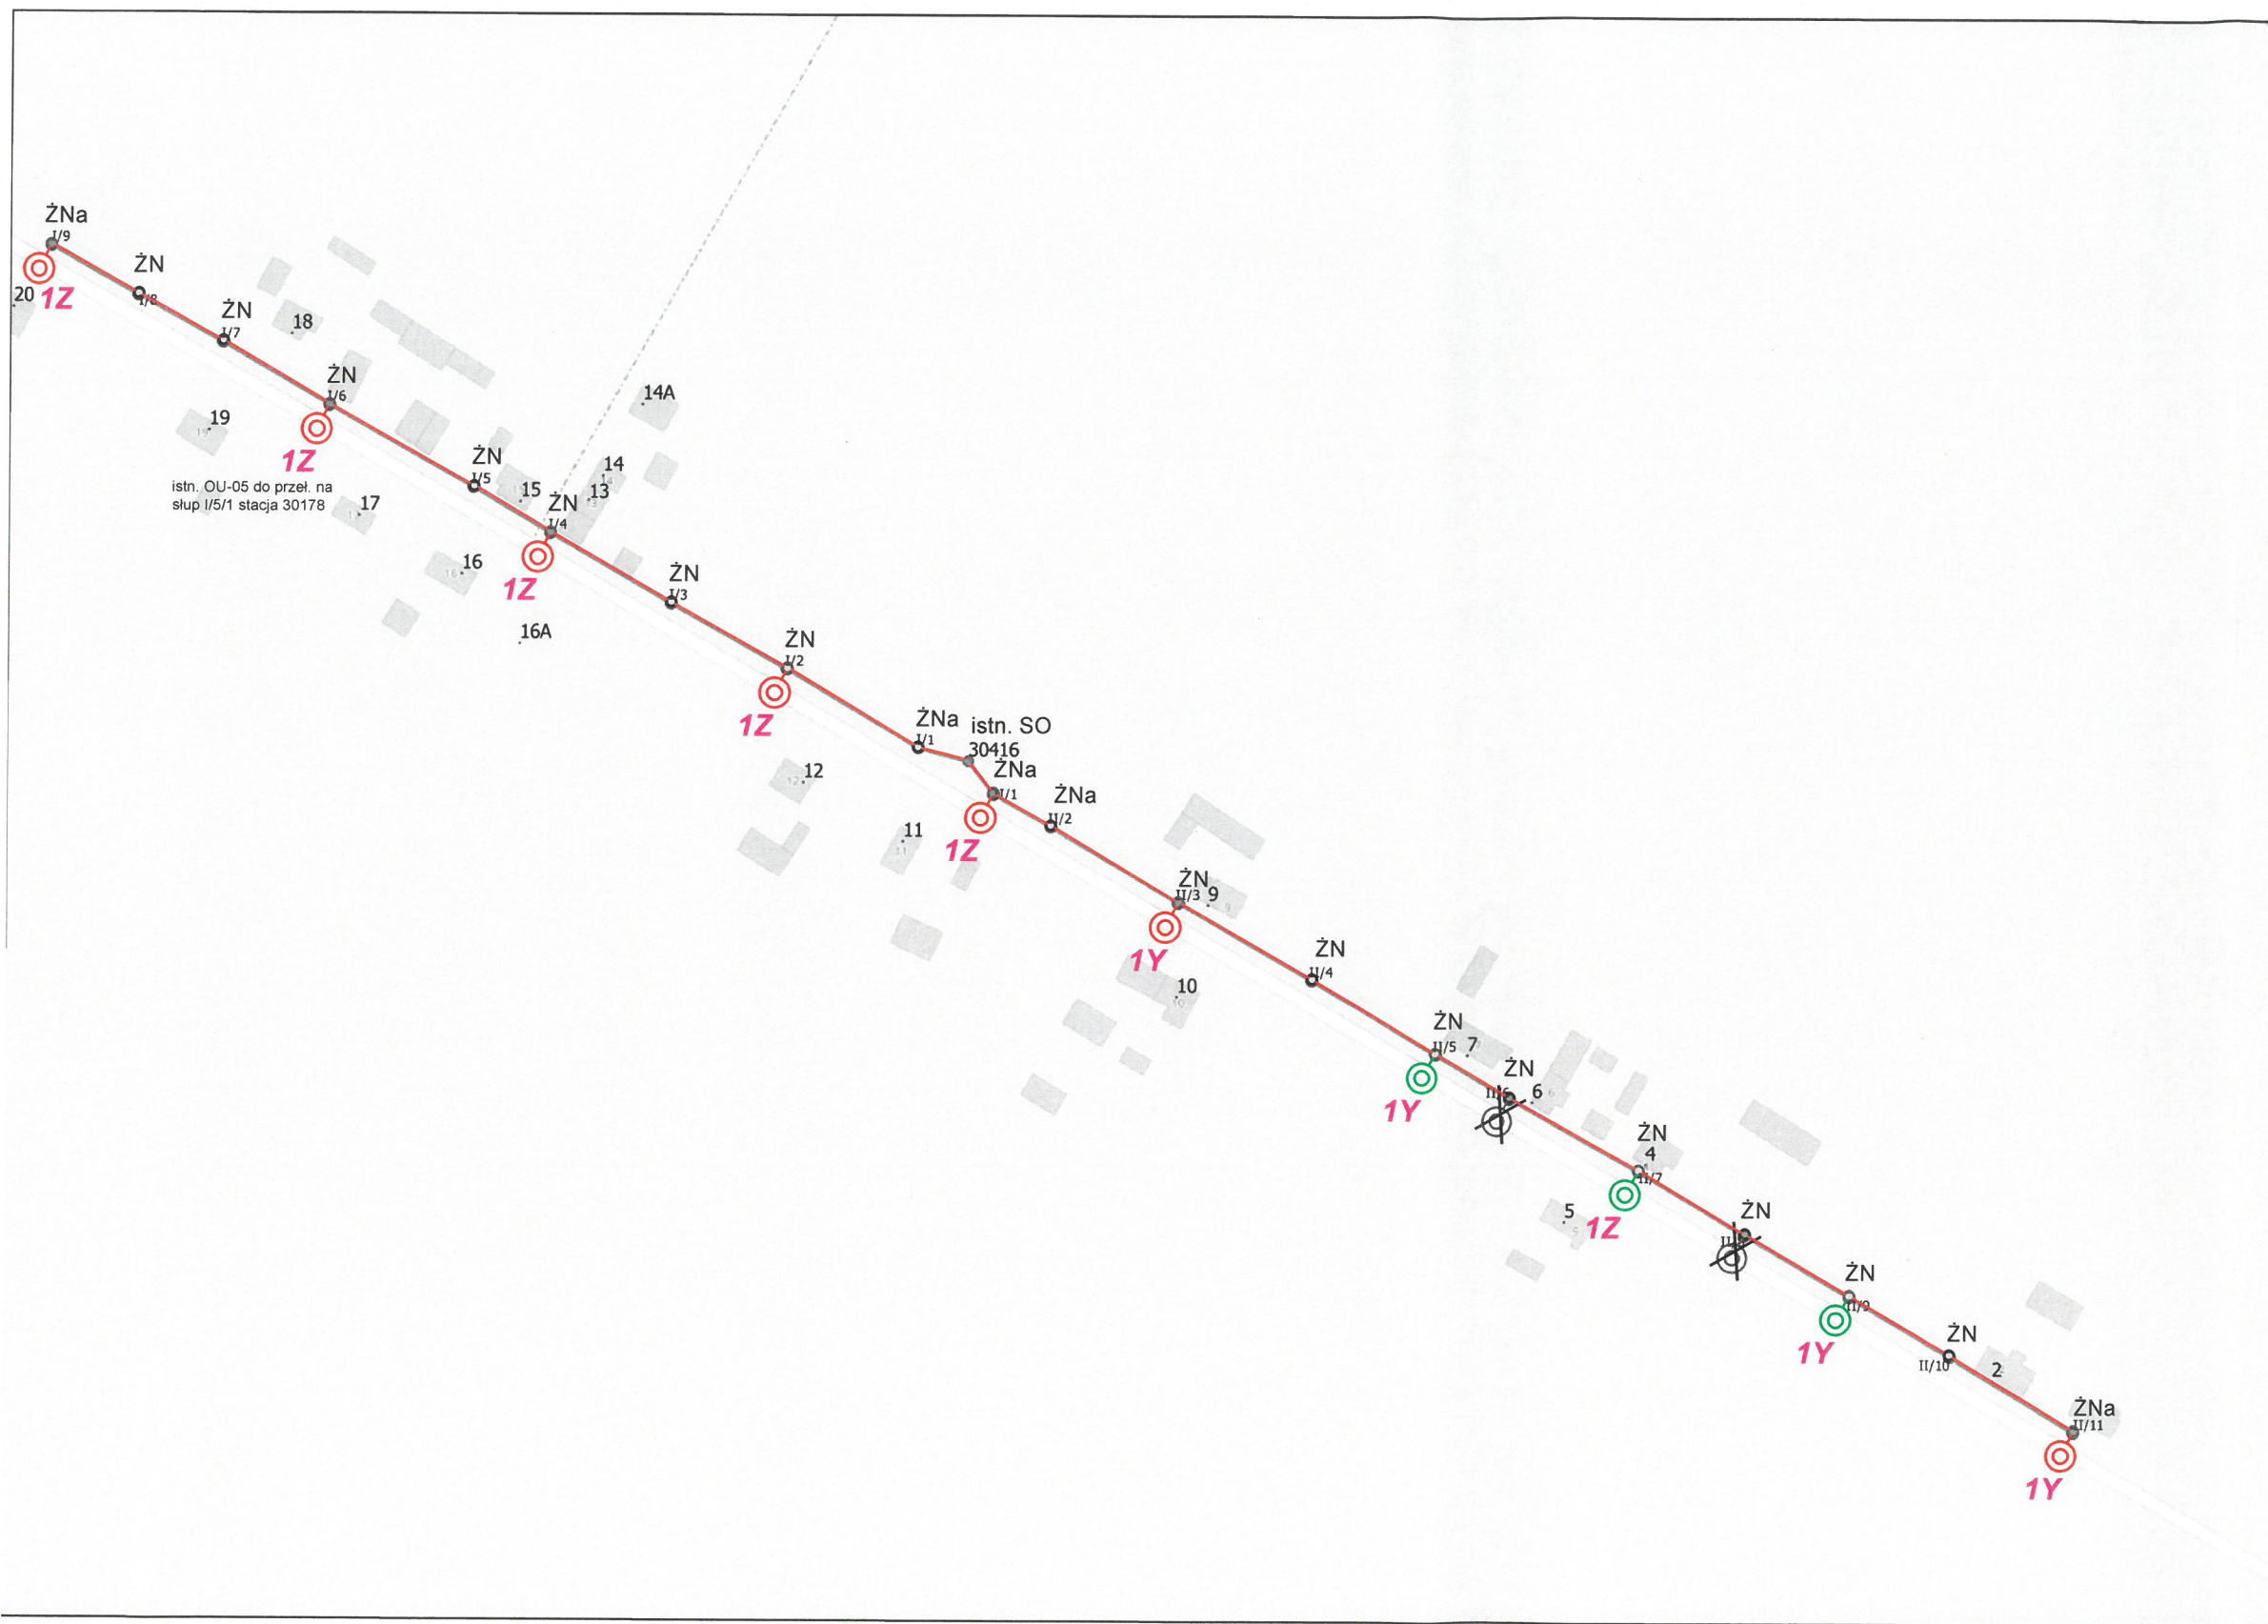 ŻNa
I/9
20
1Z
ŻN
I/8
ŻN
I/7
18
ŻN
I/6
1Z
19
istn. OU-05 do przeł. na
słup I/5/1 stacja 30178
17
ŻN
I/5
15
14A
14
13
ŻN
I/4
1Z
16
16A
ŻN
I/3
ŻN
I/2
1Z
ŻNa
I/1
istn. SO
30416
ŻNa
1Z
12
11
ŻNa
II/2
ŻN
II/3
9
1Y
10
ŻN
II/4
ŻN
II/5
7
1Y
ŻN
6
ŻN
4
II/7
1Z
5
ŻN
ŻN
II/9
1Y
ŻN
II/10
2
ŻNa
II/11
1Y